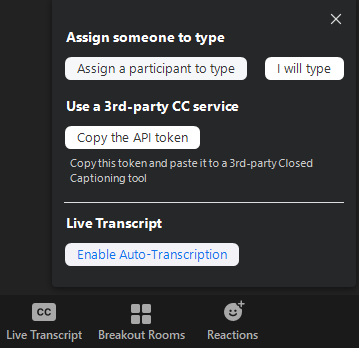 Assign someone to type
Assign a participant to type
I will type
Use a 3rd-party CC service
Copy the API token
Copy this token and paste it to a 3rd-party Closed
Captioning tool
Live Transcript
Enable Auto-Transcription
CC
Live Transcript
Breakout Rooms
Reactions